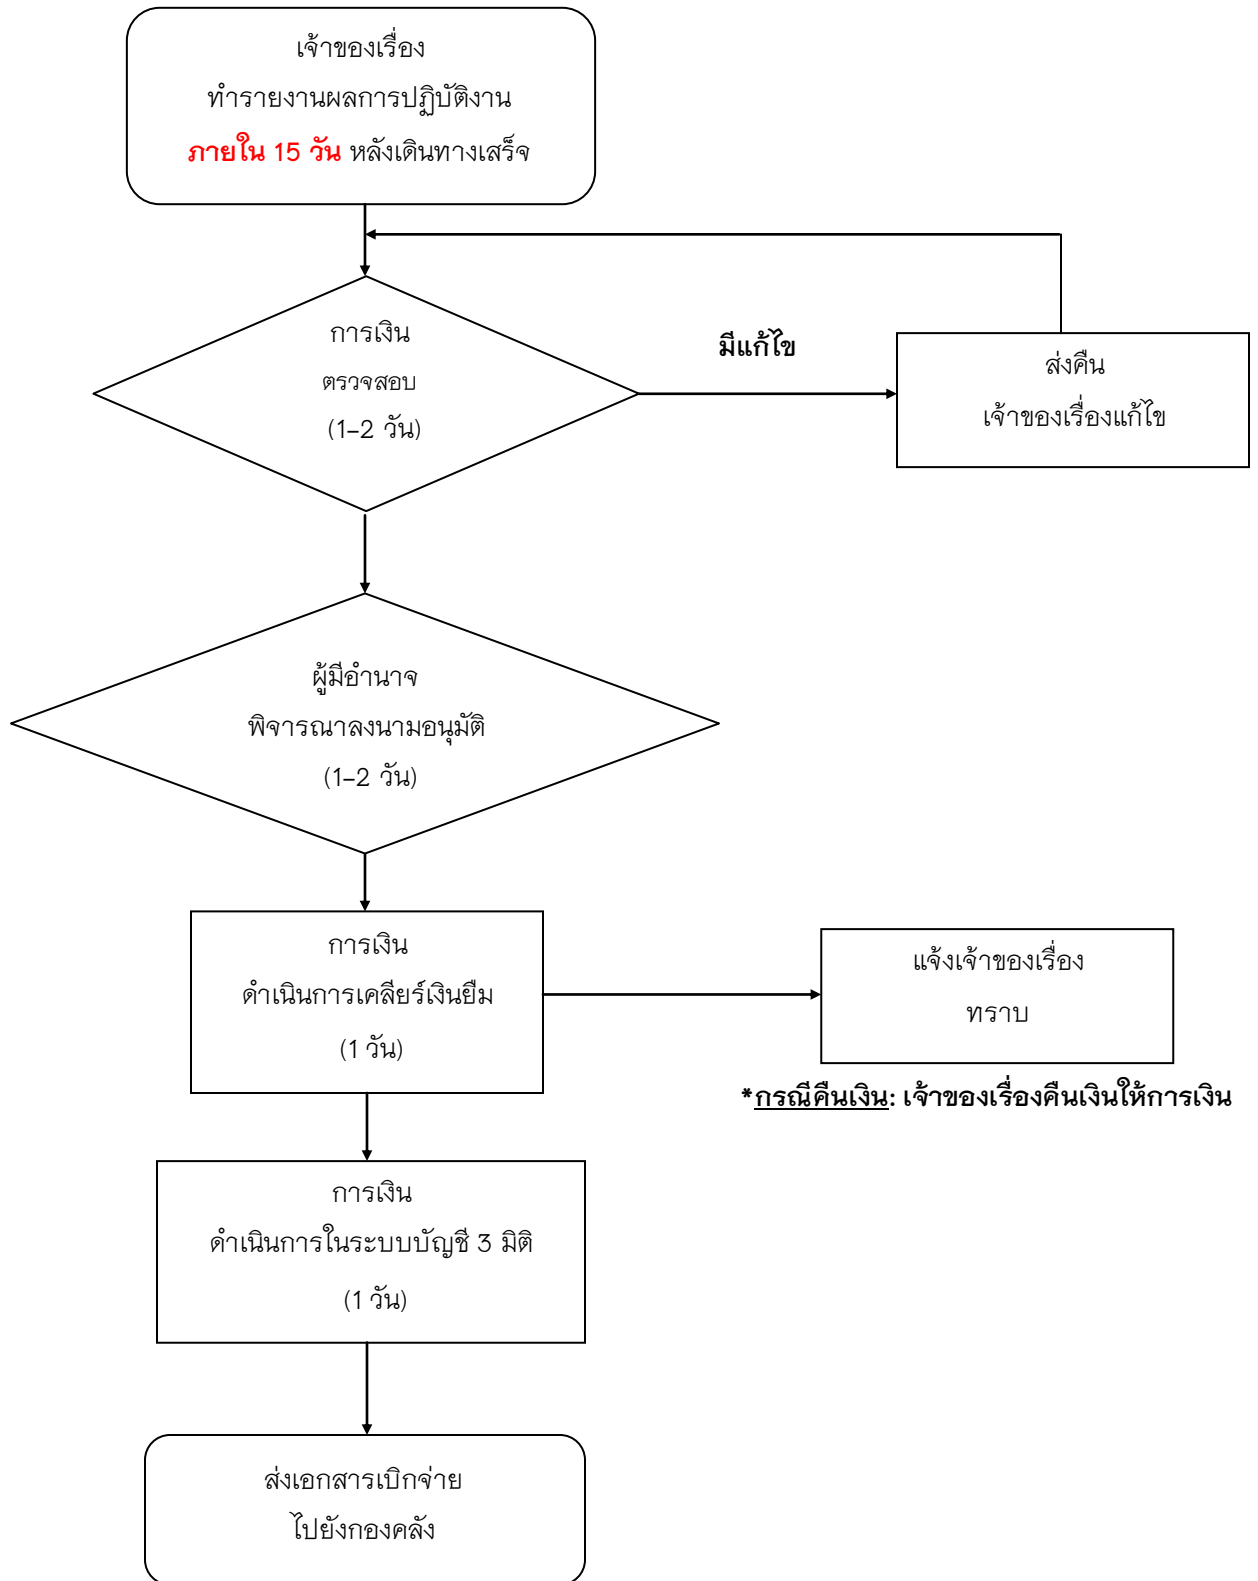 เจ้าของเรื่อง
ทำรายงานผลการปฏิบัติงาน
ภายใน 15 วัน หลังเดินทางเสร็จ
การเงิน
ตรวจสอบ
(1–2 วัน)
มีแก้ไข
ส่งคืน
เจ้าของเรื่องแก้ไข
ผู้มีอำนาจ
พิจารณาลงนามอนุมัติ
(1–2 วัน)
การเงิน
ดำเนินการเคลียร์เงินยืม
(1 วัน)
แจ้งเจ้าของเรื่อง
ทราบ
*กรณีคืนเงิน: เจ้าของเรื่องคืนเงินให้การเงิน
การเงิน
ดำเนินการในระบบบัญชี 3 มิติ
(1 วัน)
ส่งเอกสารเบิกจ่าย
ไปยังกองคลัง